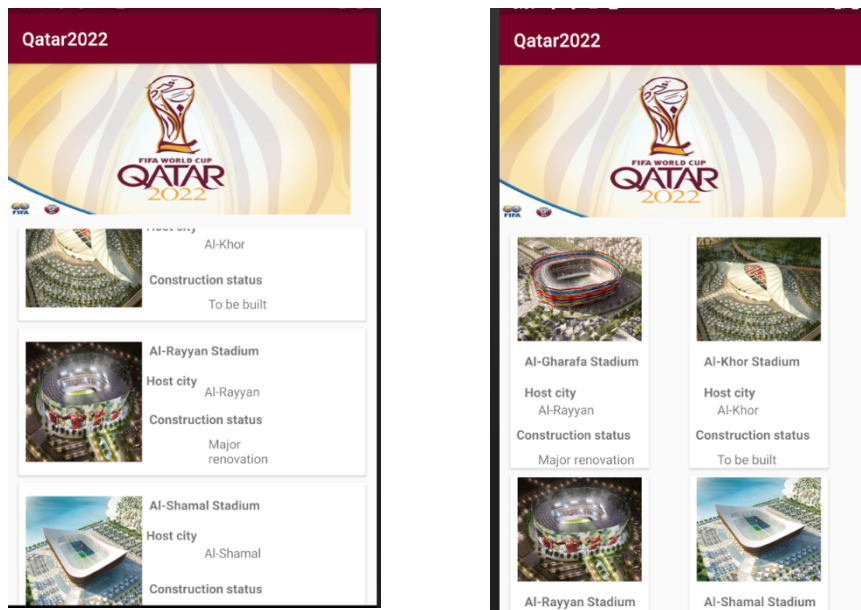 Qatar2022
FIFA WORLD CUP
QATAR
2022
FIFA
Host city
Al-Khor
Construction status
To be built
Al-Rayyan Stadium
Host city
Al-Rayyan
Construction status
Major
renovation
Al-Shamal Stadium
Host city
Al-Shamal
Construction status
Qatar2022
FIFA WORLD CUP
QATAR
2022
FIFA
Al-Gharafa Stadium
Host city
Al-Rayyan
Construction status
Major renovation
Al-Khor Stadium
Host city
Al-Khor
Construction status
To be built
Al-Rayyan Stadium
Al-Shamal Stadium